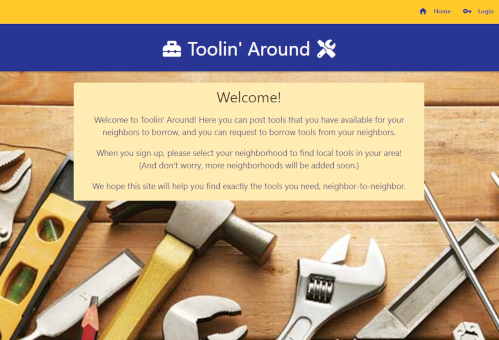 Home Login
Toolin' Around
Welcome!
Welcome to Toolin' Around! Here you can post tools that you have available for your
neighbors to borrow, and you can request to borrow tools from your neighbors.
When you sign up, please select your neighborhood to find local tools in your area!
(And don't worry, more neighborhoods will be added soon.)
We hope this site will help you find exactly the tools you need, neighbor-to-neighbor.